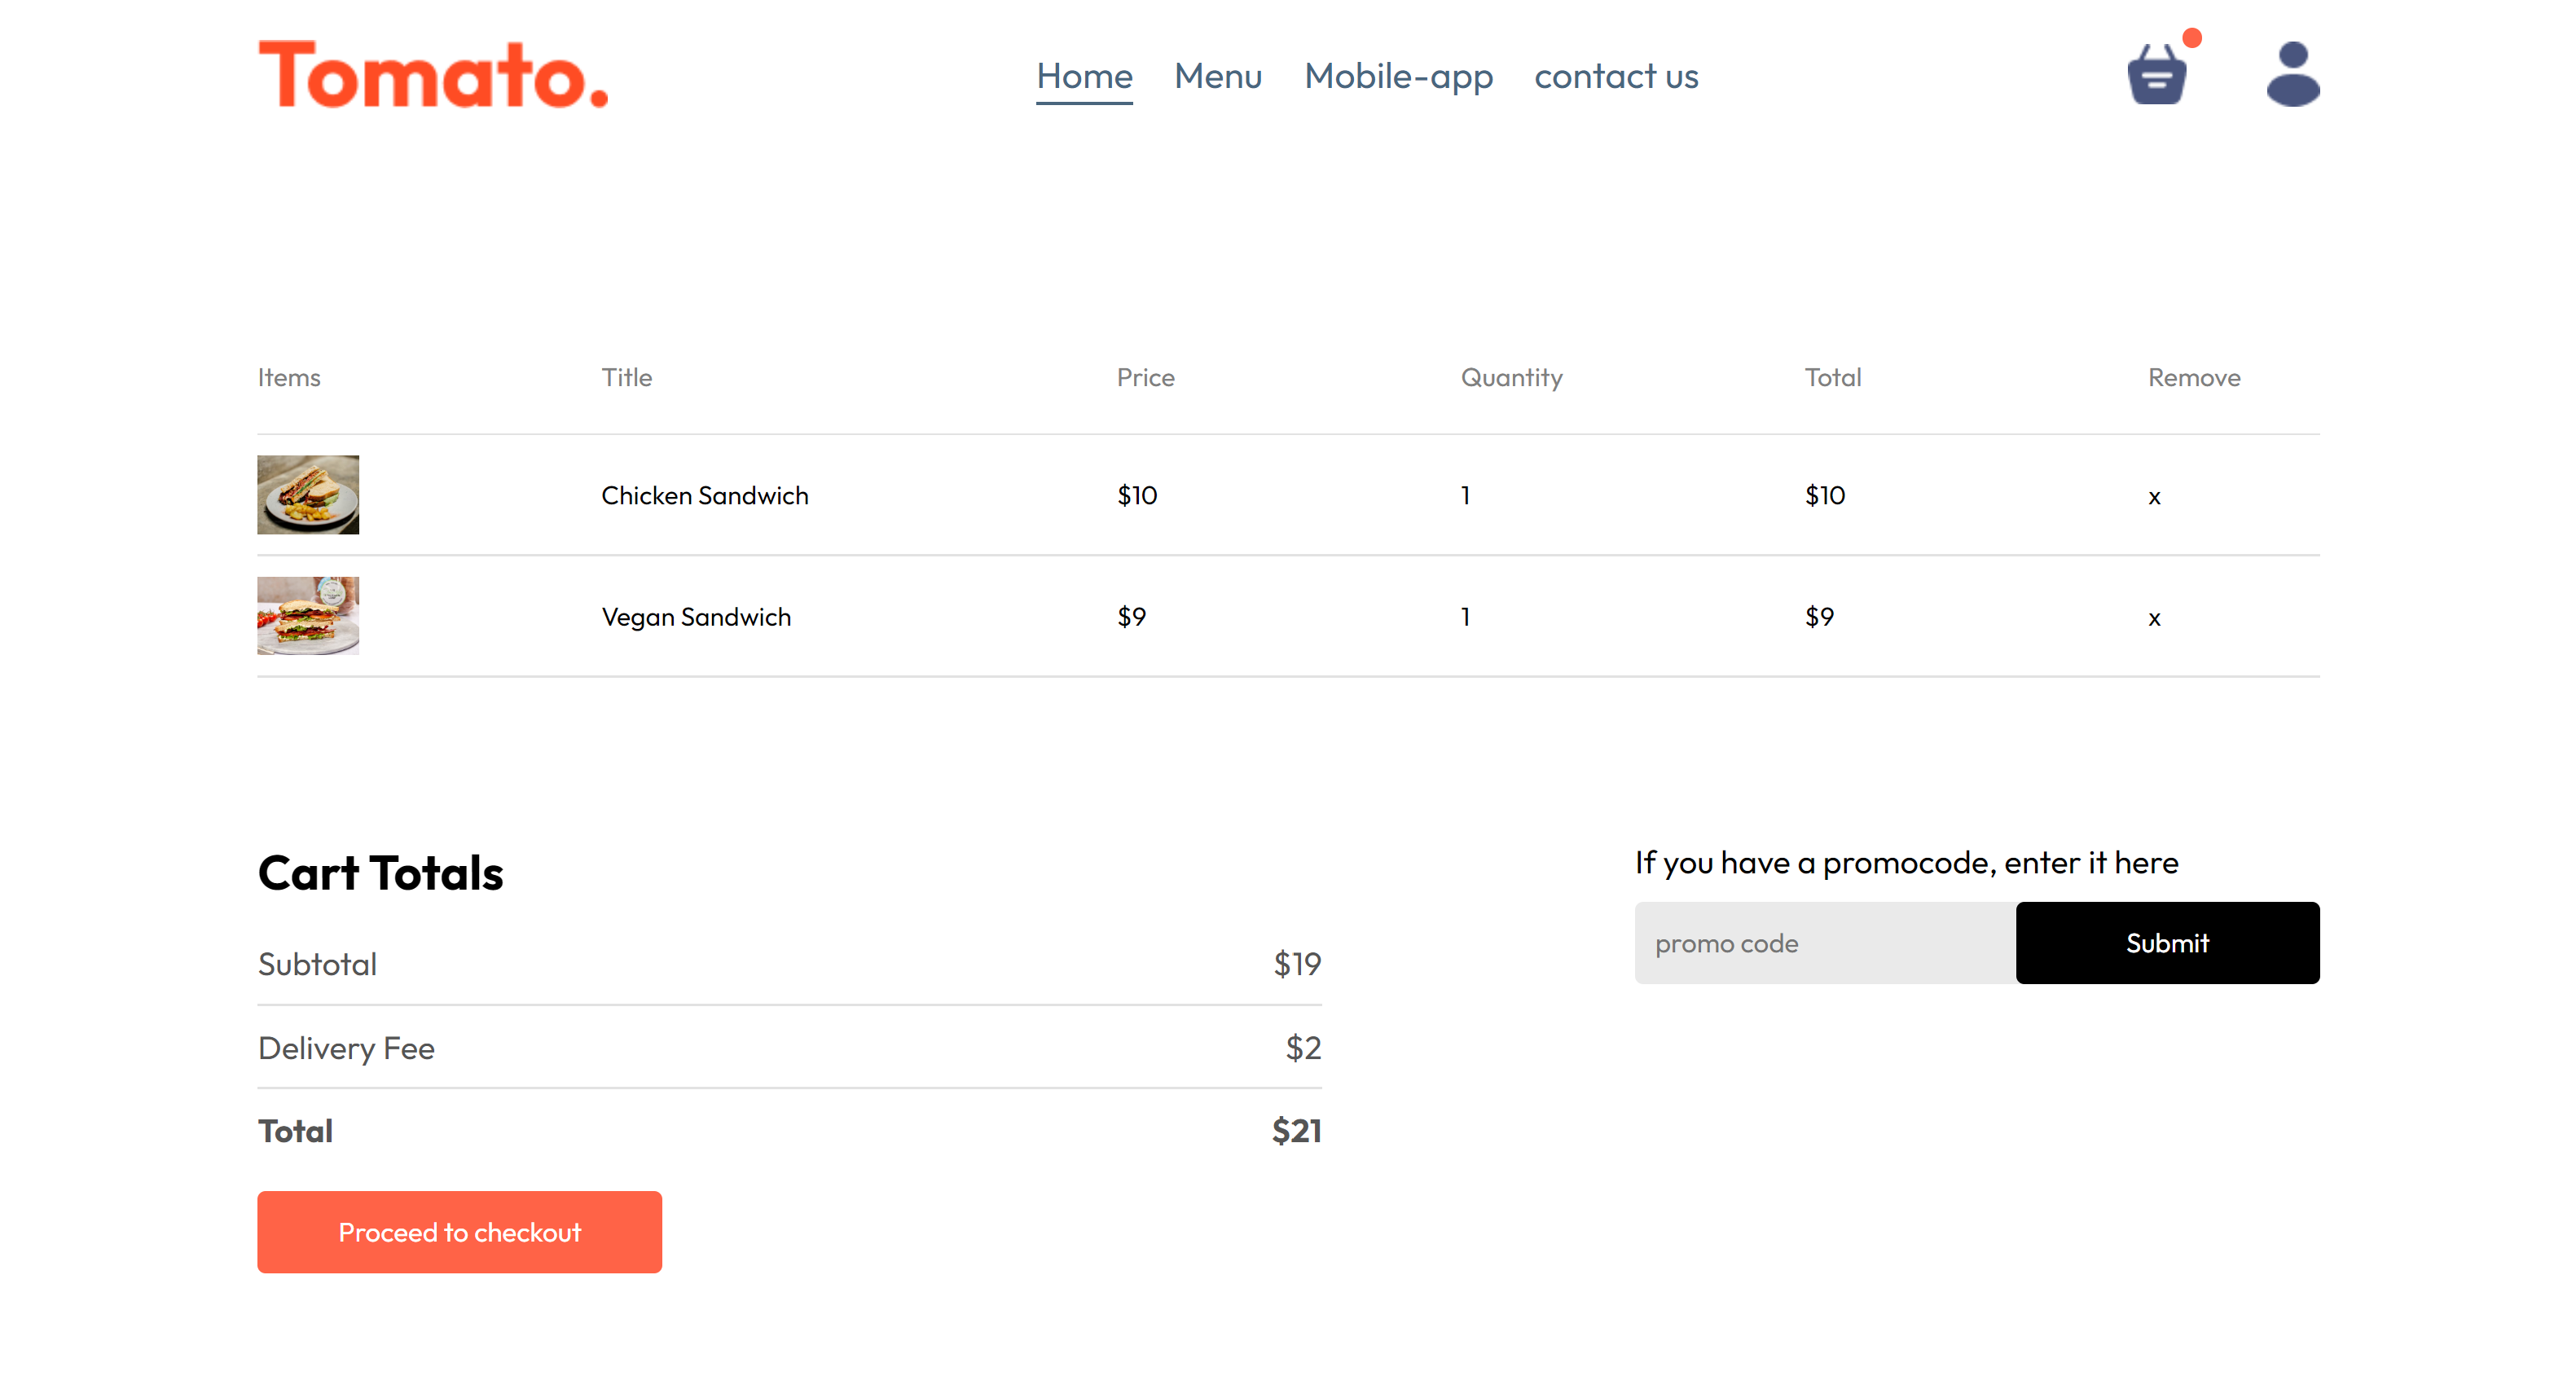 Tomato.
Home Menu Mobile-app contact us
Items Title Price Quantity Total Remove
Chicken Sandwich $10 1 $10 x
Vegan Sandwich $9 1 $9 x
Cart Totals
Subtotal $19
Delivery Fee $2
Total $21
Proceed to checkout
If you have a promocode, enter it here
promo code Submit